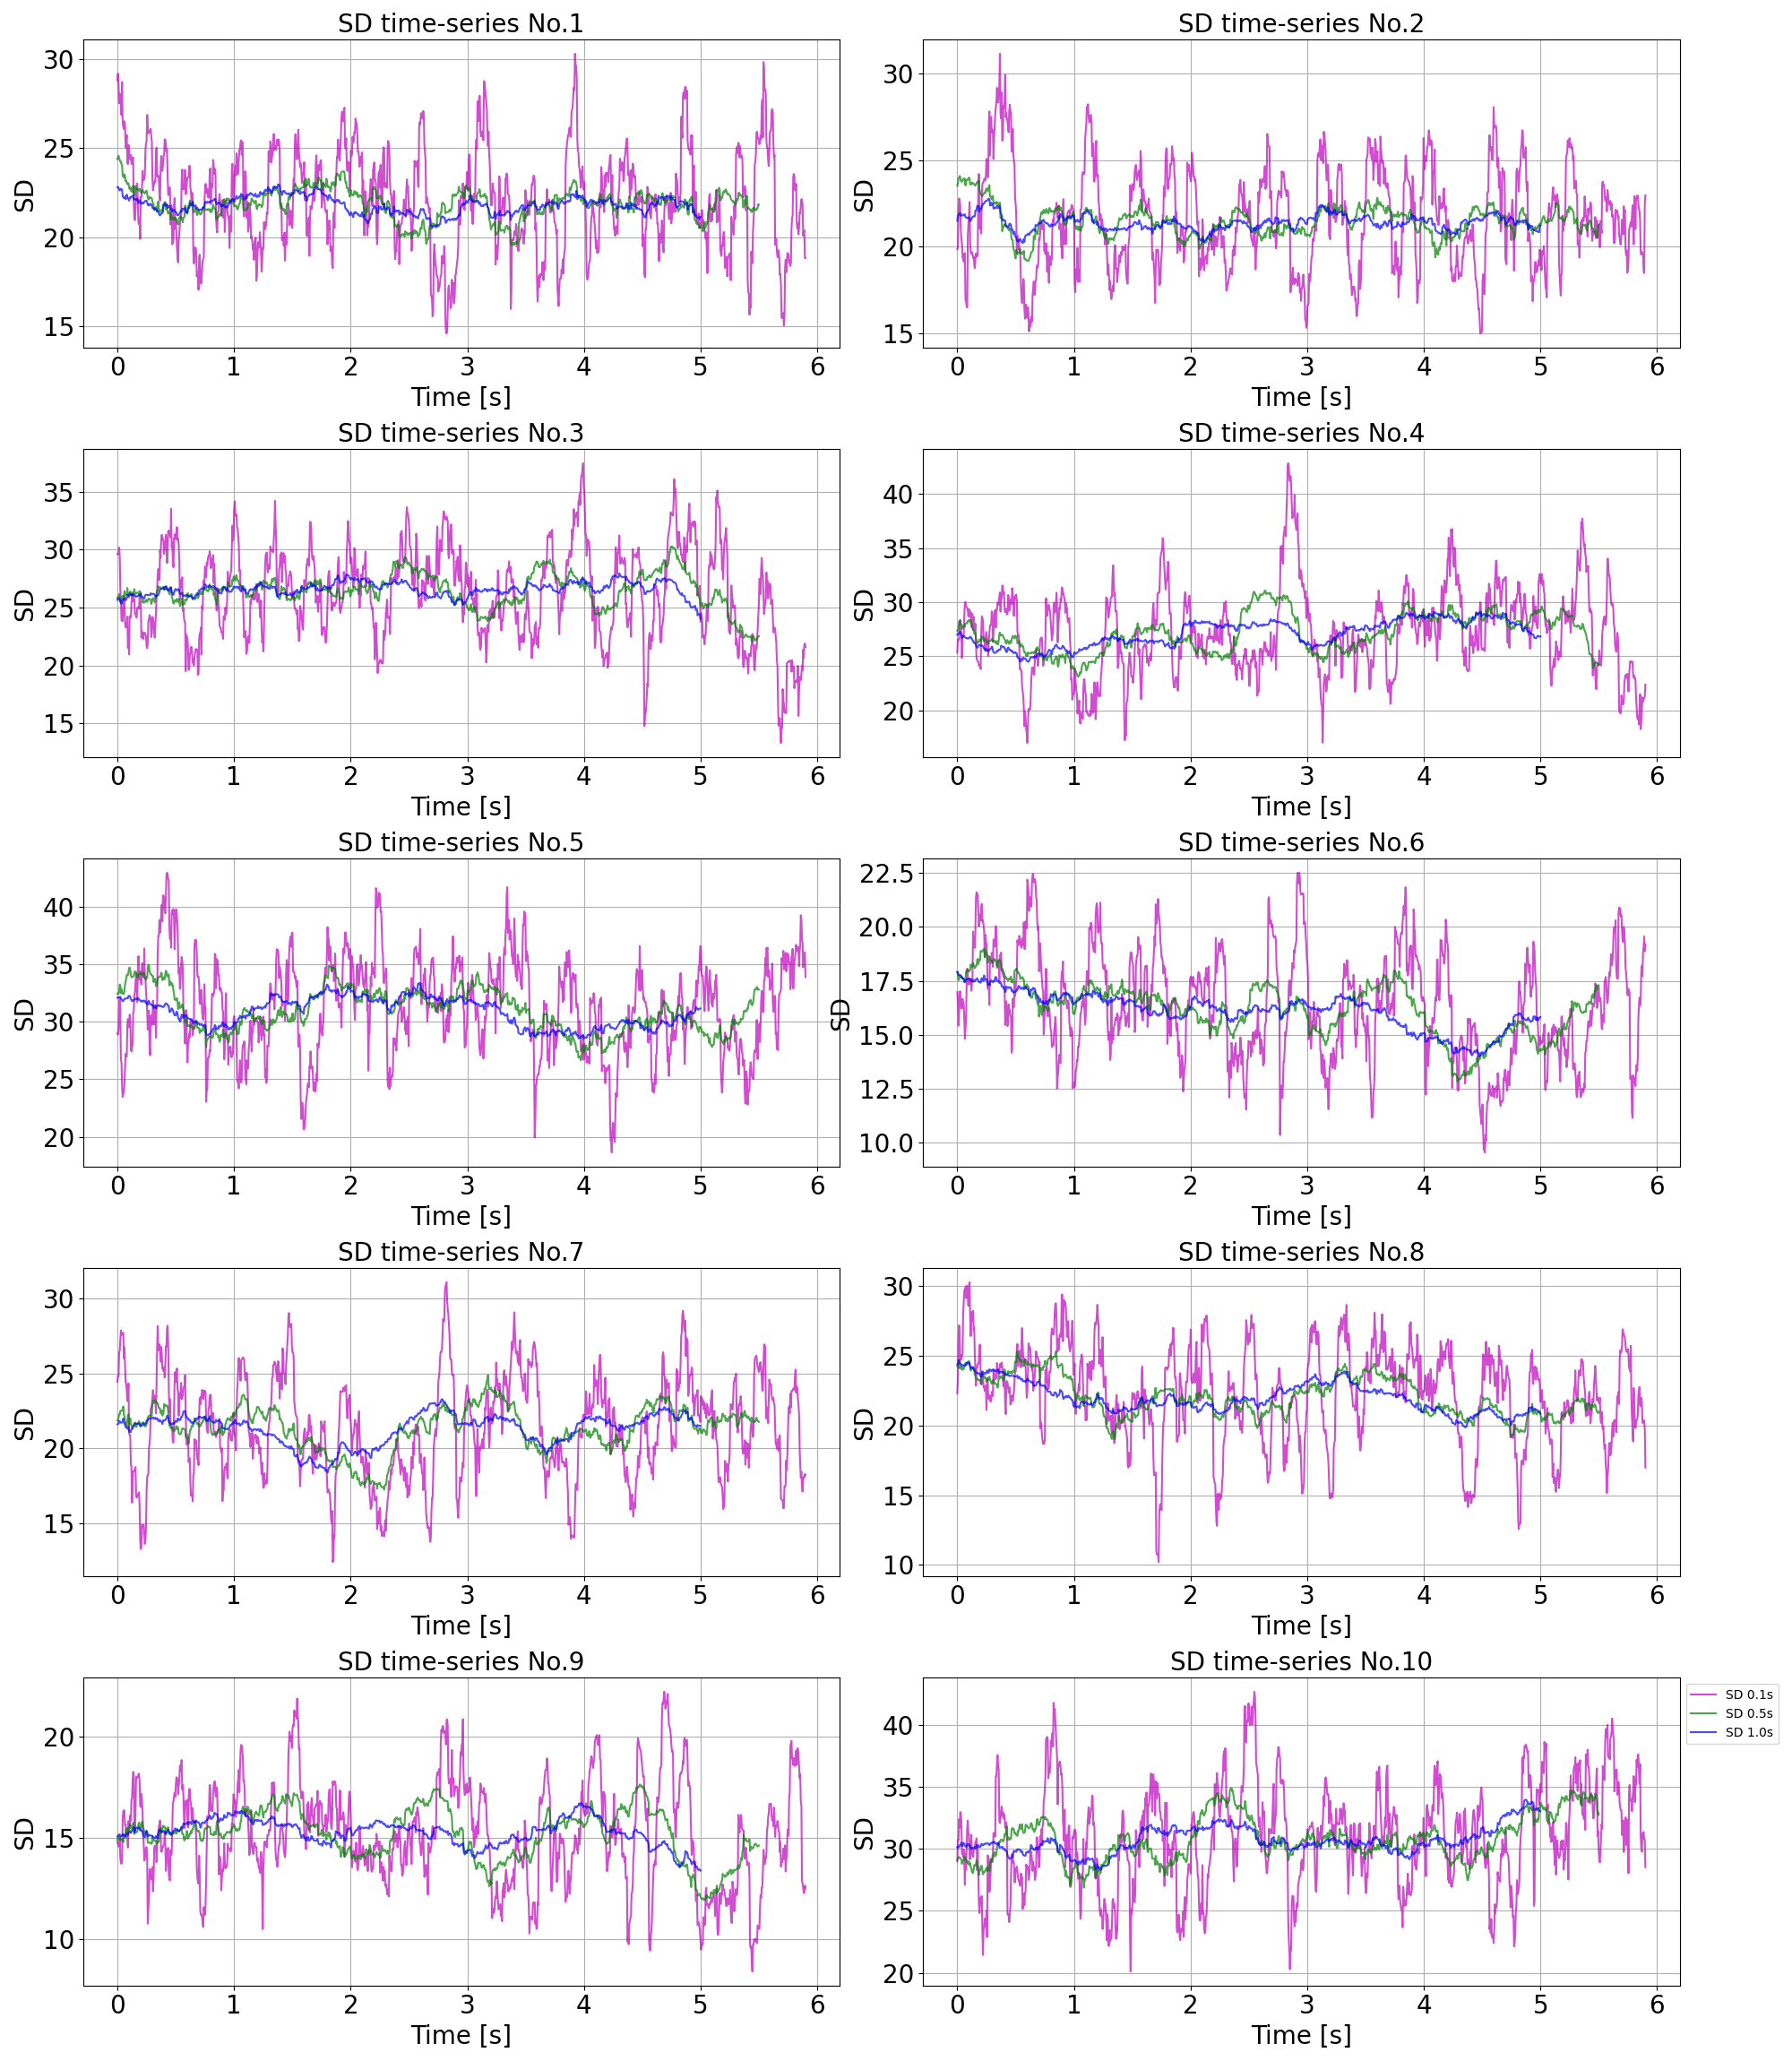 SD time-series No.1
SD
30
25
20
15
0 1 2 3 4 5 6
Time [s]
SD time-series No.2
SD
30
25
20
15
0 1 2 3 4 5 6
Time [s]
SD time-series No.3
SD
35
30
25
20
15
0 1 2 3 4 5 6
Time [s]
SD time-series No.4
SD
40
35
30
25
20
0 1 2 3 4 5 6
Time [s]
SD time-series No.5
SD
40
35
30
25
20
0 1 2 3 4 5 6
Time [s]
SD time-series No.6
SD
22.5
20.0
17.5
15.0
12.5
10.0
0 1 2 3 4 5 6
Time [s]
SD time-series No.7
SD
30
25
20
15
0 1 2 3 4 5 6
Time [s]
SD time-series No.8
SD
30
25
20
15
10
0 1 2 3 4 5 6
Time [s]
SD time-series No.9
SD
20
15
10
0 1 2 3 4 5 6
Time [s]
SD time-series No.10
SD
40
35
30
25
20
0 1 2 3 4 5 6
Time [s]
SD 0.1s
SD 0.5s
SD 1.0s